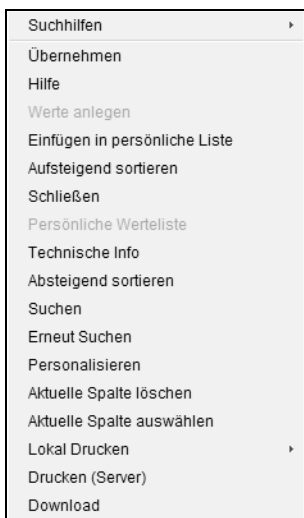 Suchhilfen
Übernehmen
Hilfe
Werte anlegen
Einfügen in persönliche Liste
Aufsteigend sortieren
Schließen
Persönliche Werteliste
Technische Info
Absteigend sortieren
Suchen
Erneut Suchen
Personalisieren
Aktuelle Spalte löschen
Aktuelle Spalte auswählen
Lokal Drucken
Drucken (Server)
Download